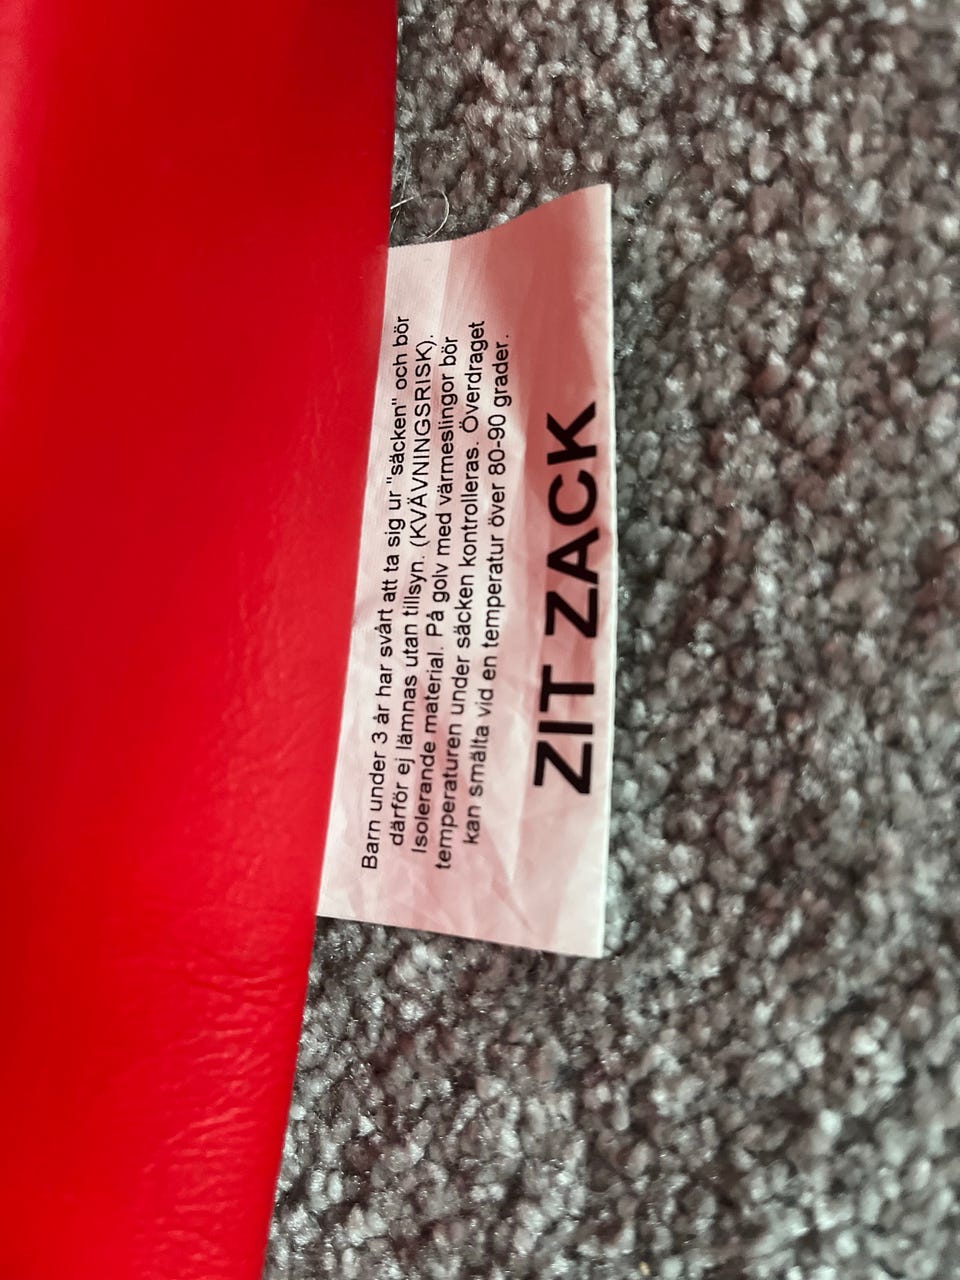 Barn under 3 år har svårt att ta sig ur "säcken" och bör
därför ej lämnas utan tillsyn. (KVÄVNINGSRISK).
Isolerande material. På golv med värmeslingor bör
temperaturen under säcken kontrolleras. Överdraget
kan smälta vid en temperatur över 80-90 grader.
ZIT ZACK